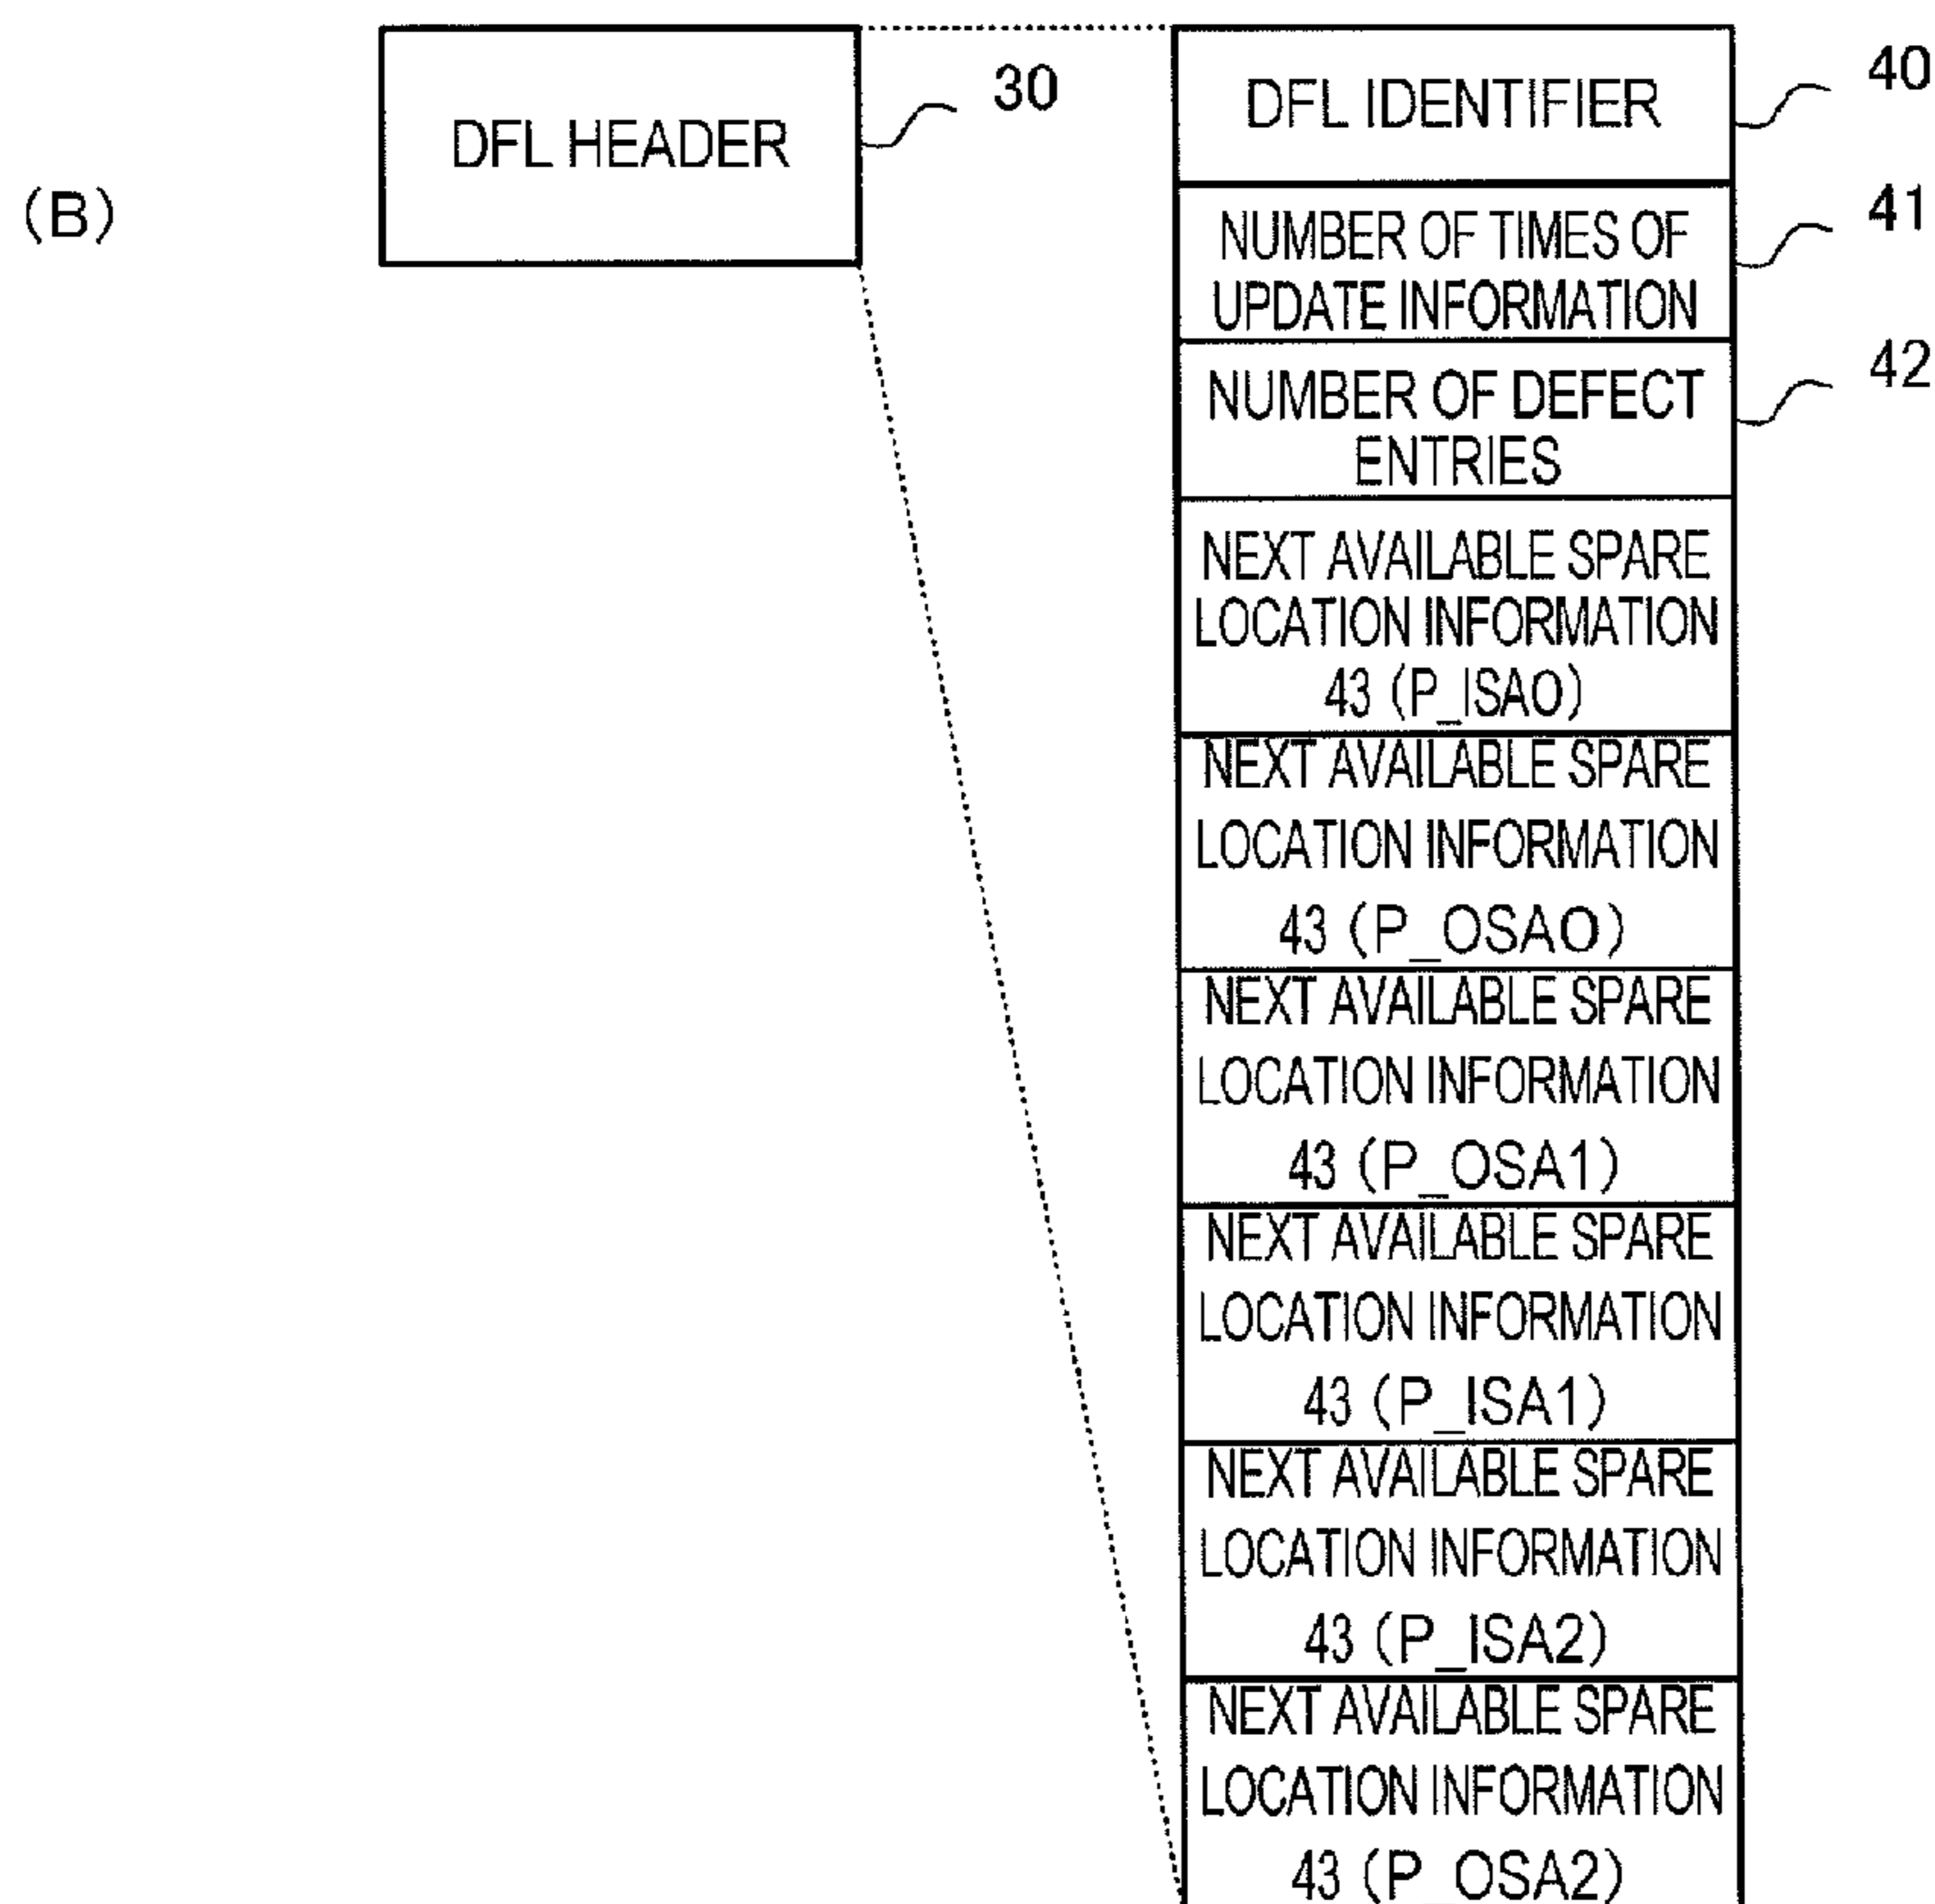 (B)
DFL HEADER
30
DFL IDENTIFIER
40
NUMBER OF TIMES OF
UPDATE INFORMATION
41
NUMBER OF DEFECT
ENTRIES
42
NEXT AVAILABLE SPARE
LOCATION INFORMATION
43 (P_ISA0)
NEXT AVAILABLE SPARE
LOCATION INFORMATION
43 (P_OSA0)
NEXT AVAILABLE SPARE
LOCATION INFORMATION
43 (P_OSA1)
NEXT AVAILABLE SPARE
LOCATION INFORMATION
43 (P_ISA1)
NEXT AVAILABLE SPARE
LOCATION INFORMATION
43 (P_ISA2)
NEXT AVAILABLE SPARE
LOCATION INFORMATION
43 (P_OSA2)